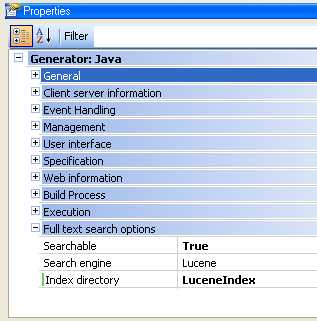 Properties
A Z Filter
Generator: Java
General
Client server information
Event Handling
Management
User interface
Specification
Web information
Build Process
Execution
Full text search options
Searchable True
Search engine Lucene
Index directory LuceneIndex